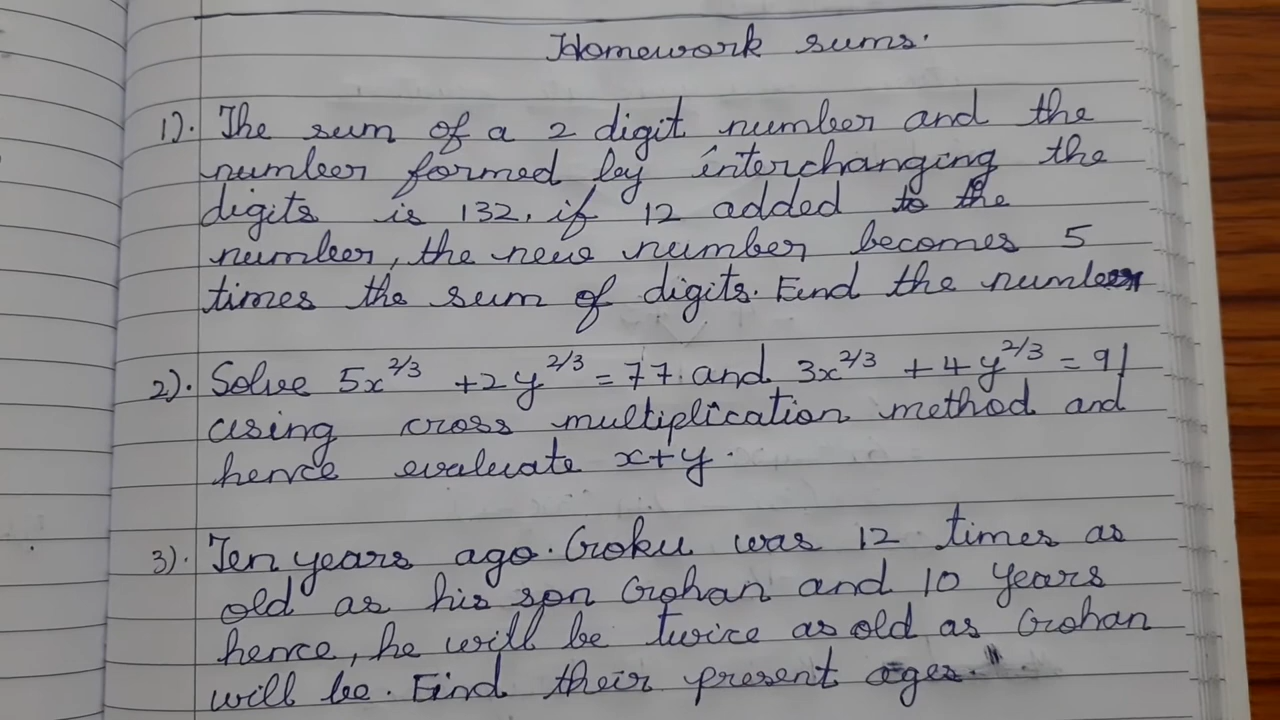 Homework sums.
1). The sum of a 2 digit number and the
number formed by interchanging the
digits is 132, if 12 added to the
number, the new number becomes 5
times the sum of digits. Find the number
2). Solve 5x^2/3 + 2y^2/3 = 77. and 3x^2/3 + 4y^2/3 = 91
using cross multiplication method and
hence evaluate x+y.
3). Ten years ago. Goku was 12 times as
old as his son Gohan and 10 years
hence, he will be twice as old as Gohan
will be. Find their present ages.